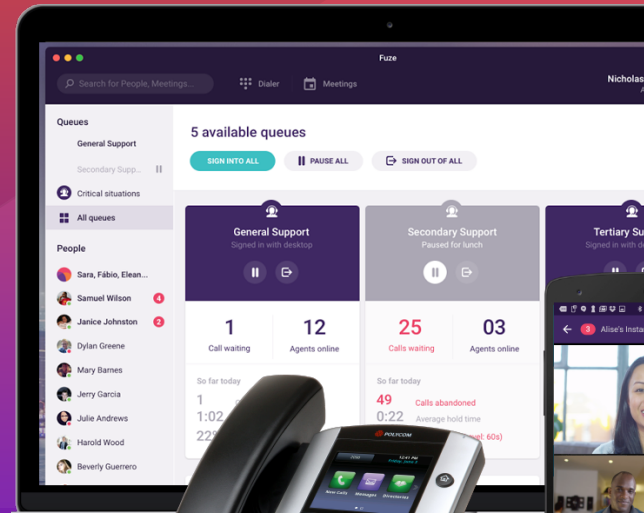 Fuze
Search for People, Meetings...
Dialer
Meetings
Nicholas
Queues
General Support
Secondary Supp...
Critical situations
All queues
People
Sara, Fábio, Elean...
Samuel Wilson 4
Janice Johnston 2
Dylan Greene
Mary Barnes
Jerry Garcia
Julie Andrews
Harold Wood
Beverly Guerrero
5 available queues
SIGN INTO ALL
PAUSE ALL
SIGN OUT OF ALL
General Support
Signed in with desktop
1
Call waiting
12
Agents online
So far today
1
1:02
Secondary Support
Paused for lunch
25
Calls waiting
03
Agents online
So far today
49 Calls abandoned
0:22 Average hold time
60s)
Tertiary Su
Signed in with de
3 Alise's Insta
POLYCOM
New Calls
Messages
Directories